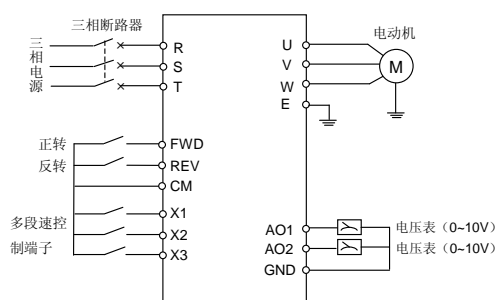 三相断路器
三相电源
R
S
T
正转
反转
FWD
REV
CM
多段速控
制端子
X1
X2
X3
U
V
W
E
电动机
M
AO1
AO2
GND
电压表（0~10V）
电压表（0~10V）